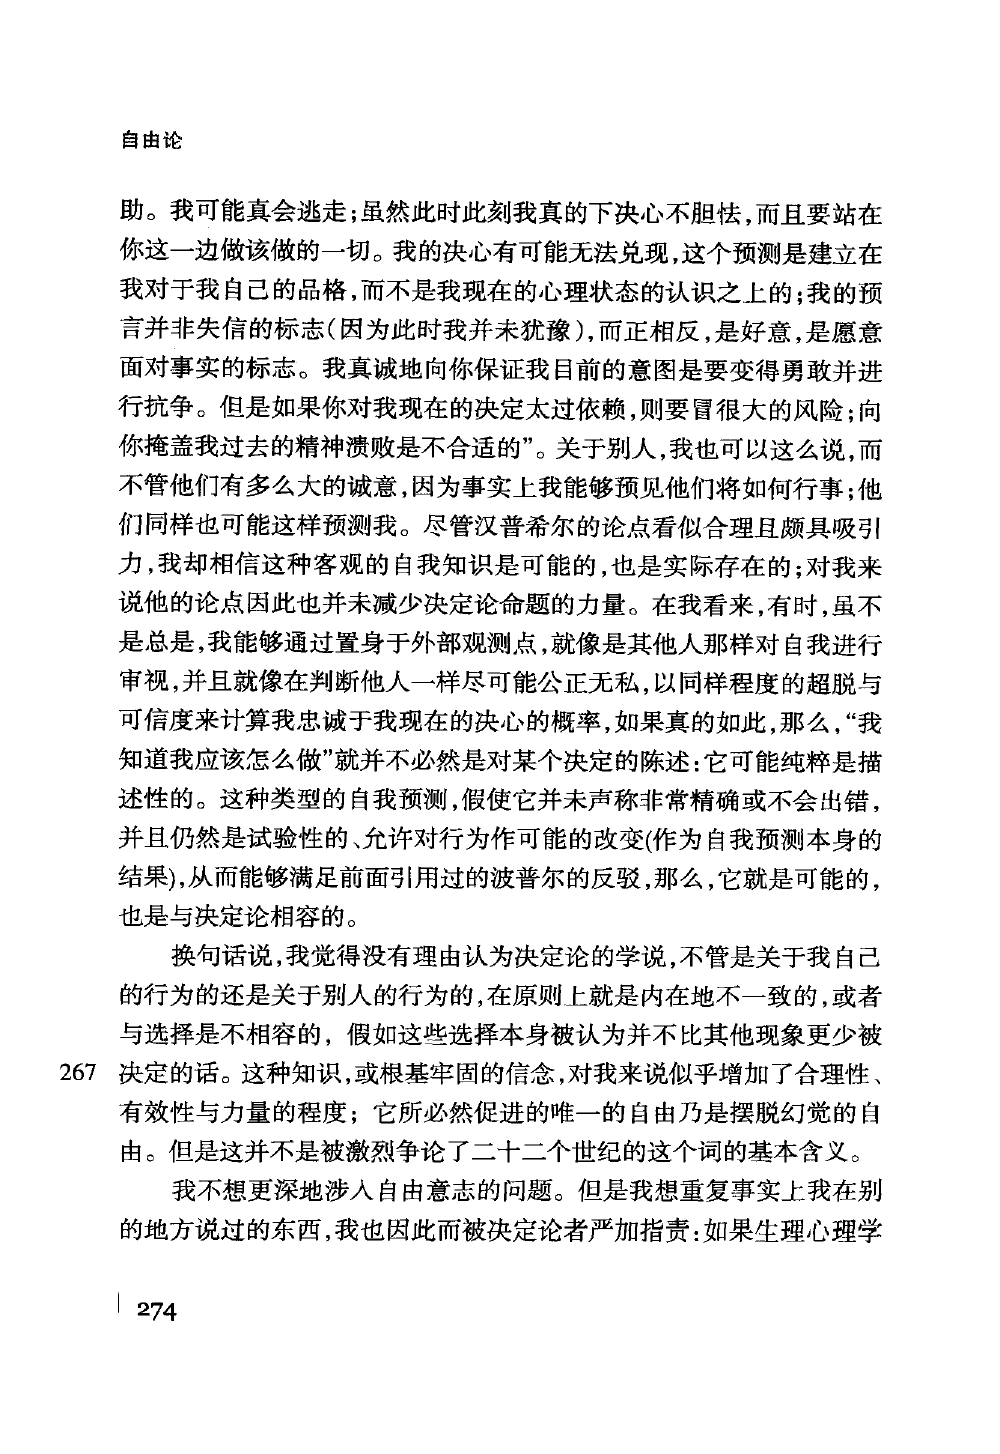 自由论
助。我可能真会逃走;虽然此时此刻我真的下决心不胆怯,而且要站在
你这一边做该做的一切。我的决心有可能无法兑现,这个预测是建立在
我对于我自己的品格,而不是我现在的心理状态的认识之上的;我的预
言并非失信的标志(因为此时我并未犹豫),而正相反,是好意,是愿意
面对事实的标志。我真诚地向你保证我目前的意图是要变得勇敢并进
行抗争。但是如果你对我现在的决定太过依赖,则要冒很大的风险;向
你掩盖我过去的精神溃败是不合适的”。关于别人,我也可以这么说,而
不管他们有多么大的诚意,因为事实上我能够预见他们将如何行事;他
们同样也可能这样预测我。尽管汉普希尔的论点看似合理且颇具吸引
力,我却相信这种客观的自我知识是可能的,也是实际存在的;对我来
说他的论点因此也并未减少决定论命题的力量。在我看来,有时,虽不
是总是,我能够通过置身于外部观测点,就像是其他人那样对自我进行
审视,并且就像在判断他人一样尽可能公正无私,以同样程度的超脱与
可信度来计算我忠诚于我现在的决心的概率,如果真的如此,那么,“我
知道我应该怎么做”就并不必然是对某个决定的陈述:它可能纯粹是描
述性的。这种类型的自我预测,假使它并未声称非常精确或不会出错,
并且仍然是试验性的、允许对行为作可能的改变(作为自我预测本身的
结果),从而能够满足前面引用过的波普尔的反驳,那么,它就是可能的,
也是与决定论相容的。
换句话说,我觉得没有理由认为决定论的学说,不管是关于我自己
的行为的还是关于别人的行为的,在原则上就是内在地不一致的,或者
与选择是不相容的,假如这些选择本身被认为并不比其他现象更少被
267 决定的话。这种知识,或根基牢固的信念,对我来说似乎增加了合理性、
有效性与力量的程度;它所必然促进的唯一的自由乃是摆脱幻觉的自
由。但是这并不是被激烈争论了二十二个世纪的这个词的基本含义。
我不想更深地涉入自由意志的问题。但是我想重复事实上我在别
的地方说过的东西,我也因此而被决定论者严加指责:如果生理心理学
274